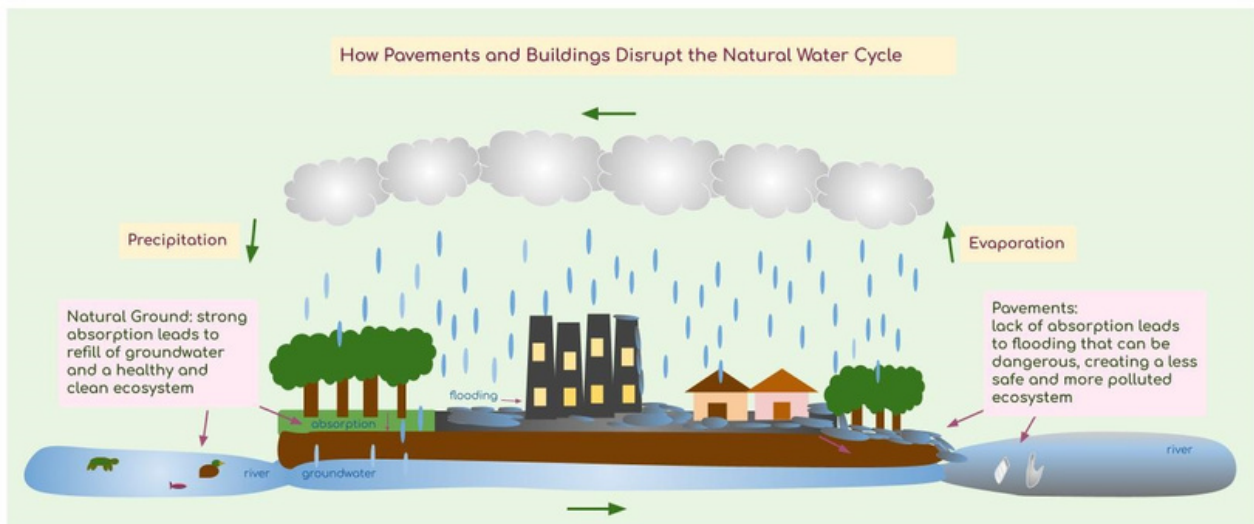 How Pavements and Buildings Disrupt the Natural Water Cycle
Precipitation
Evaporation
Natural Ground: strong
absorption leads to
refill of groundwater
and a healthy and
clean ecosystem
Pavements:
lack of absorption leads
to flooding that can be
dangerous, creating a less
safe and more polluted
ecosystem
flooding
absorption
river
groundwater
river